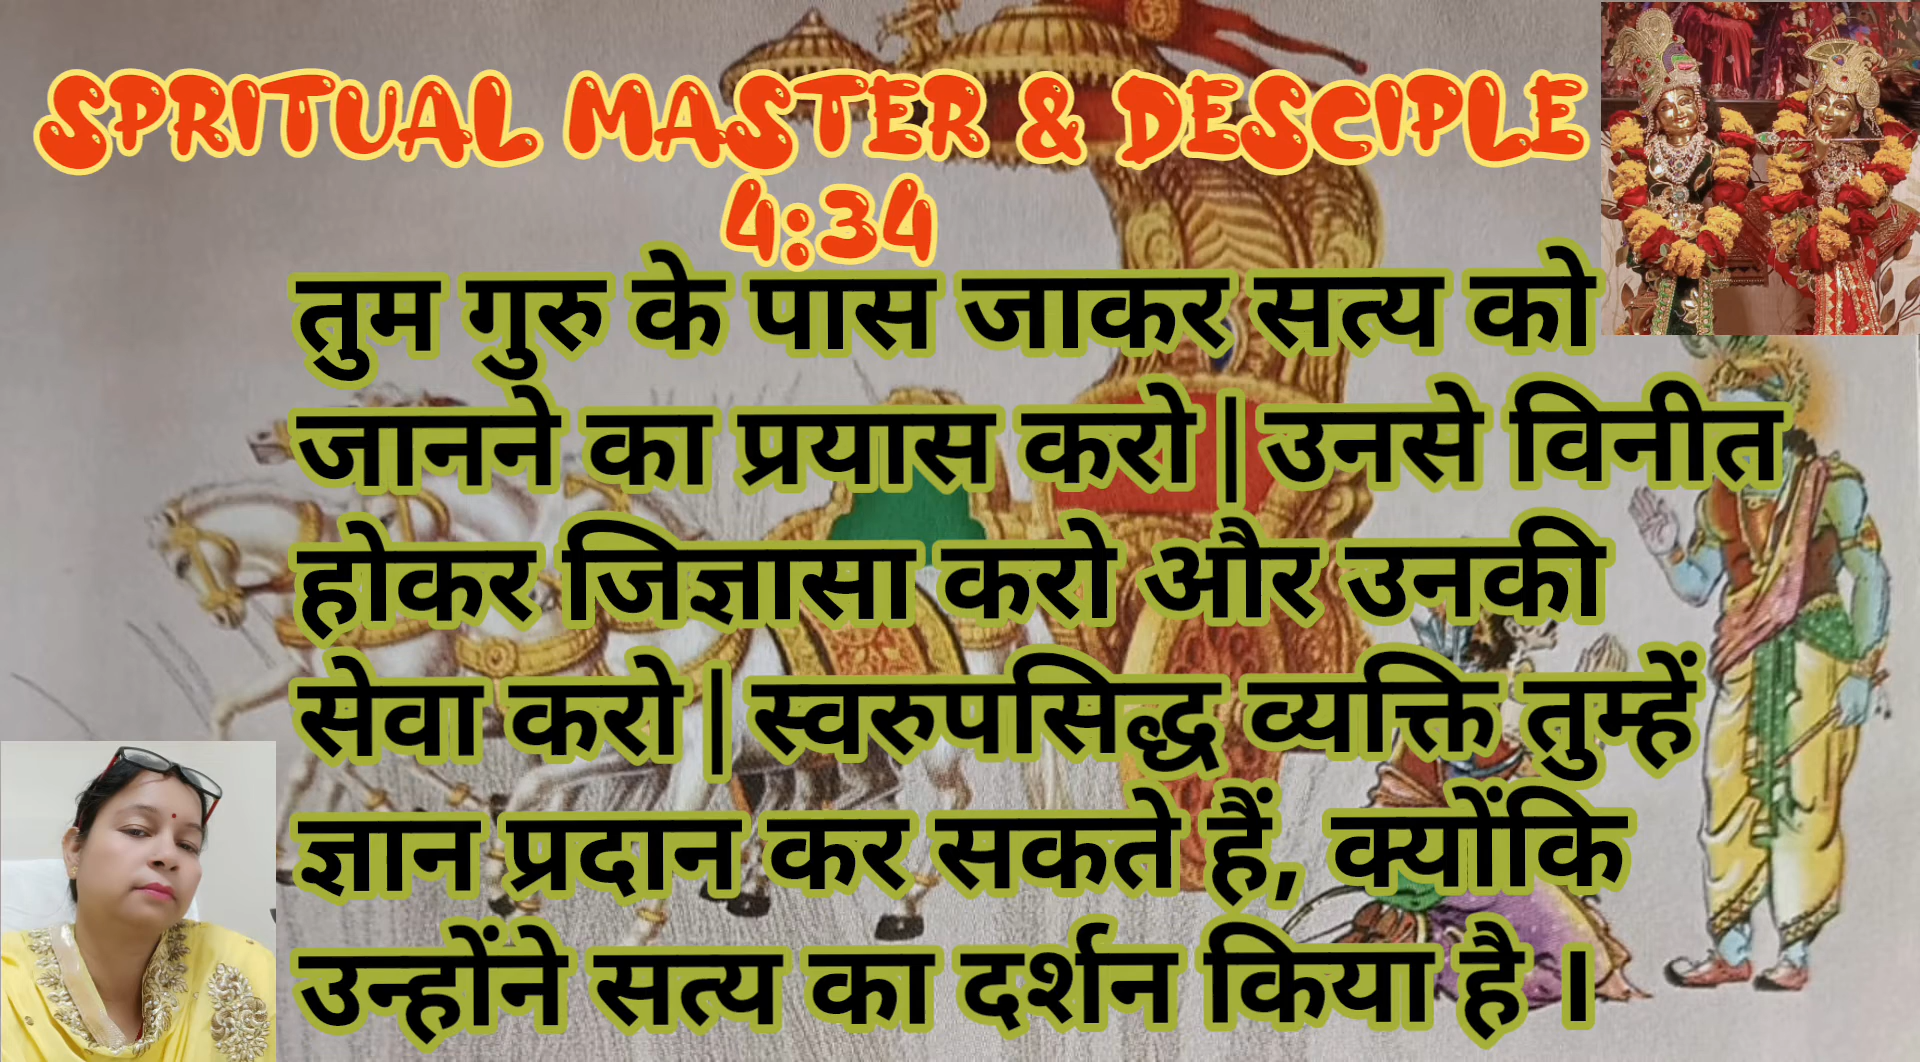 SPRITUAL MASTER & DESCIPLE
4:34
तुम गुरु के पास जाकर सत्य को
जानने का प्रयास करो | उनसे विनीत
होकर जिज्ञासा करो और उनकी
सेवा करो | स्वरुपसिद्ध व्यक्ति तुम्हें
ज्ञान प्रदान कर सकते हैं, क्योंकि
उन्होंने सत्य का दर्शन किया है ।